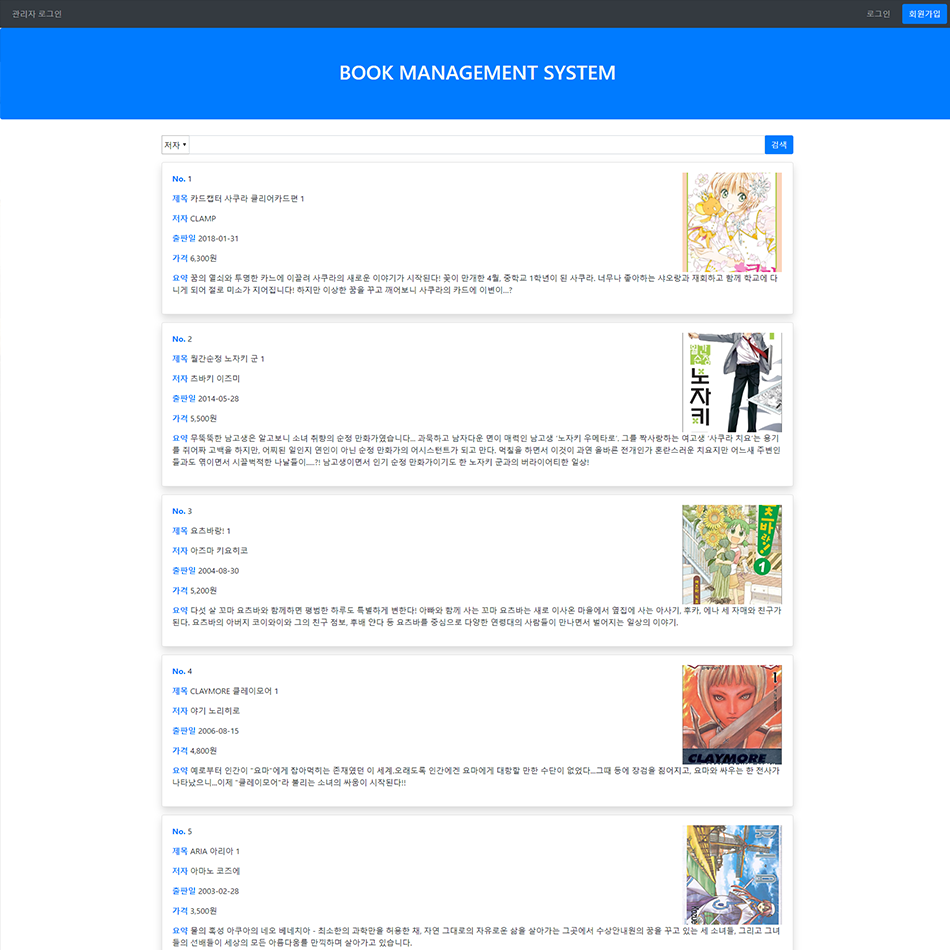 관리자 로그인
로그인
회원가입
BOOK MANAGEMENT SYSTEM
저자
검색
No. 1
제목 카드캡터 사쿠라 클리어카드편 1
저자 CLAMP
출판일 2018-01-31
가격 6,300원
요약 꿈의 열쇠와 투명한 카드에 이끌려 사쿠라의 새로운 이야기가 시작된다! 꽃이 만개한 4월, 중학교 1학년이 된 사쿠라. 너무나 좋아하는 샤오랑과 재회하고 함께 학교에 다
니게 되어 절로 미소가 지어집니다! 하지만 이상한 꿈을 꾸고 깨어보니 사쿠라의 카드에 이변이...?
No. 2
제목 월간순정 노자키 군 1
저자 츠바키 이즈미
출판일 2014-05-28
가격 5,500원
월간
순정
노자키
요약 무뚝뚝한 남고생은 알고보니 소녀 취향의 순정 만화가였습니다... 과묵하고 남자다운 면이 매력인 남고생 '노자키 우메타로'. 그를 짝사랑하는 여고생 '사쿠라 치요'는 용기
를 쥐어짜 고백을 하지만, 어찌된 일인지 연인이 아닌 순정 만화가의 어시스턴트가 되고 만다. 먹칠을 하면서 이것이 과연 올바른 전개인가 혼란스러운 치요지만 어느새 주변인
들과도 엮이면서 시끌벅적한 나날들이.....?! 남고생이면서 인기 순정 만화가이기도 한 노자키 군과의 버라이어티한 일상!
No. 3
제목 요츠바랑! 1
저자 아즈마 키요히코
출판일 2004-08-30
가격 5,200원
츠바랑!
1
요약 다섯 살 꼬마 요츠바와 함께하면 평범한 하루도 특별하게 변한다! 아빠와 함께 사는 꼬마 요츠바는 새로 이사온 마을에서 옆집에 사는 아사기, 후카, 에나 세 자매와 친구가
된다. 요츠바의 아버지 코이와이와 그의 친구 점보, 후배 얀다 등 요츠바를 중심으로 다양한 연령대의 사람들이 만나면서 벌어지는 일상의 이야기.
No. 4
제목 CLAYMORE 클레이모어 1
저자 야기 노리히로
출판일 2006-08-15
가격 4,800원
1
CLAYMORE
요약 예로부터 인간이 "요마"에게 잡아먹히는 존재였던 이 세계.오래도록 인간에겐 요마에게 대항할 만한 수단이 없었다...그때 등에 장검을 짊어지고, 요마와 싸우는 한 전사가
나타났으니...이제 "클레이모어"라 불리는 소녀의 싸움이 시작된다!!
No. 5
제목 ARIA 아리아 1
저자 아마노 코즈에
출판일 2003-02-28
가격 3,500원
요약 물의 혹성 아쿠아의 네오 베네치아 - 최소한의 과학만을 허용한 채, 자연 그대로의 자유로운 삶을 살아가는 그곳에서 수상안내원의 꿈을 꾸고 있는 세 소녀들, 그리고 그녀
들의 선배들이 세상의 모든 아름다움를 만끽하며 살아가고 있습니다.